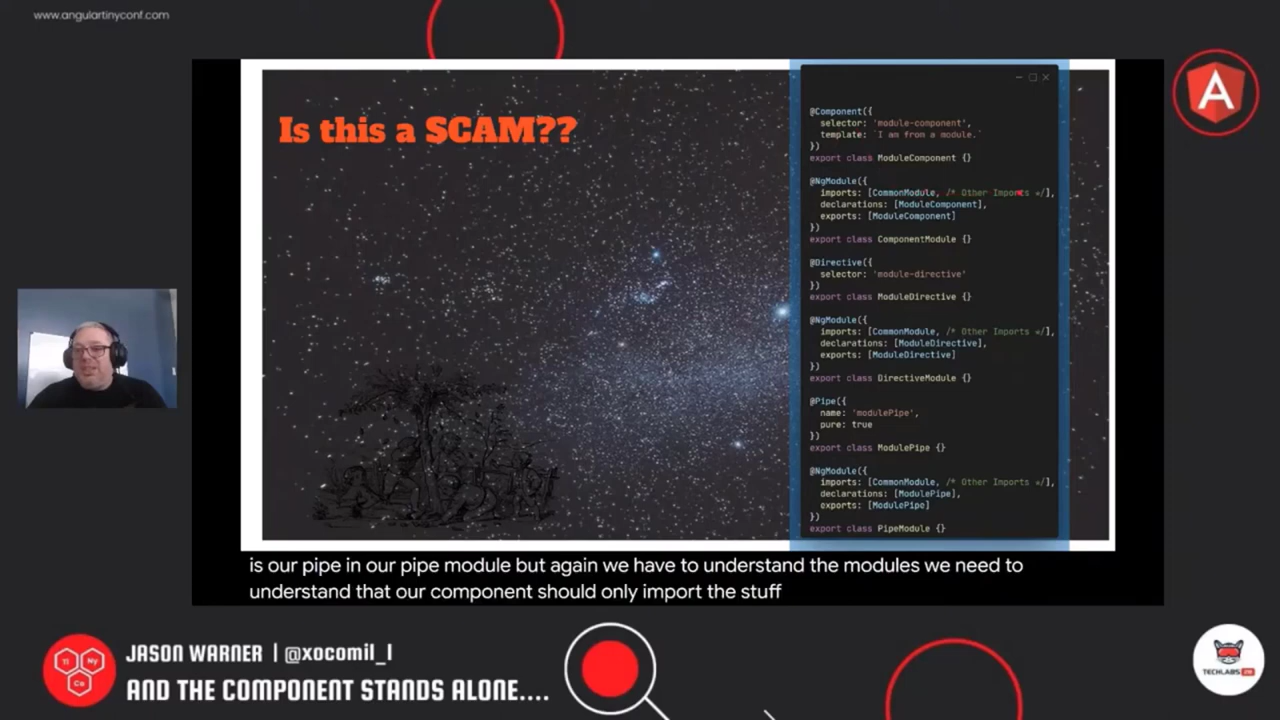 www.angulartinyconf.com
Is this a SCAM??
@Component({
selector: 'module-component',
template: `I am from a module.`
})
export class ModuleComponent {}
@NgModule({
imports: [CommonModule, /* Other Imports */],
declarations: [ModuleComponent],
exports: [ModuleComponent]
})
export class ComponentModule {}
@Directive({
selector: 'module-directive'
})
export class ModuleDirective {}
@NgModule({
imports: [CommonModule, /* Other Imports */],
declarations: [ModuleDirective],
exports: [ModuleDirective]
})
export class DirectiveModule {}
@Pipe({
name: 'modulePipe',
pure: true
})
export class ModulePipe {}
@NgModule({
imports: [CommonModule, /* Other Imports */],
declarations: [ModulePipe],
exports: [ModulePipe]
})
export class PipeModule {}
is our pipe in our pipe module but again we have to understand the modules we need to
understand that our component should only import the stuff
A
Ti Ny
Co
JASON WARNER | @xocomil_1
AND THE COMPONENT STANDS ALONE....
TECHLABS